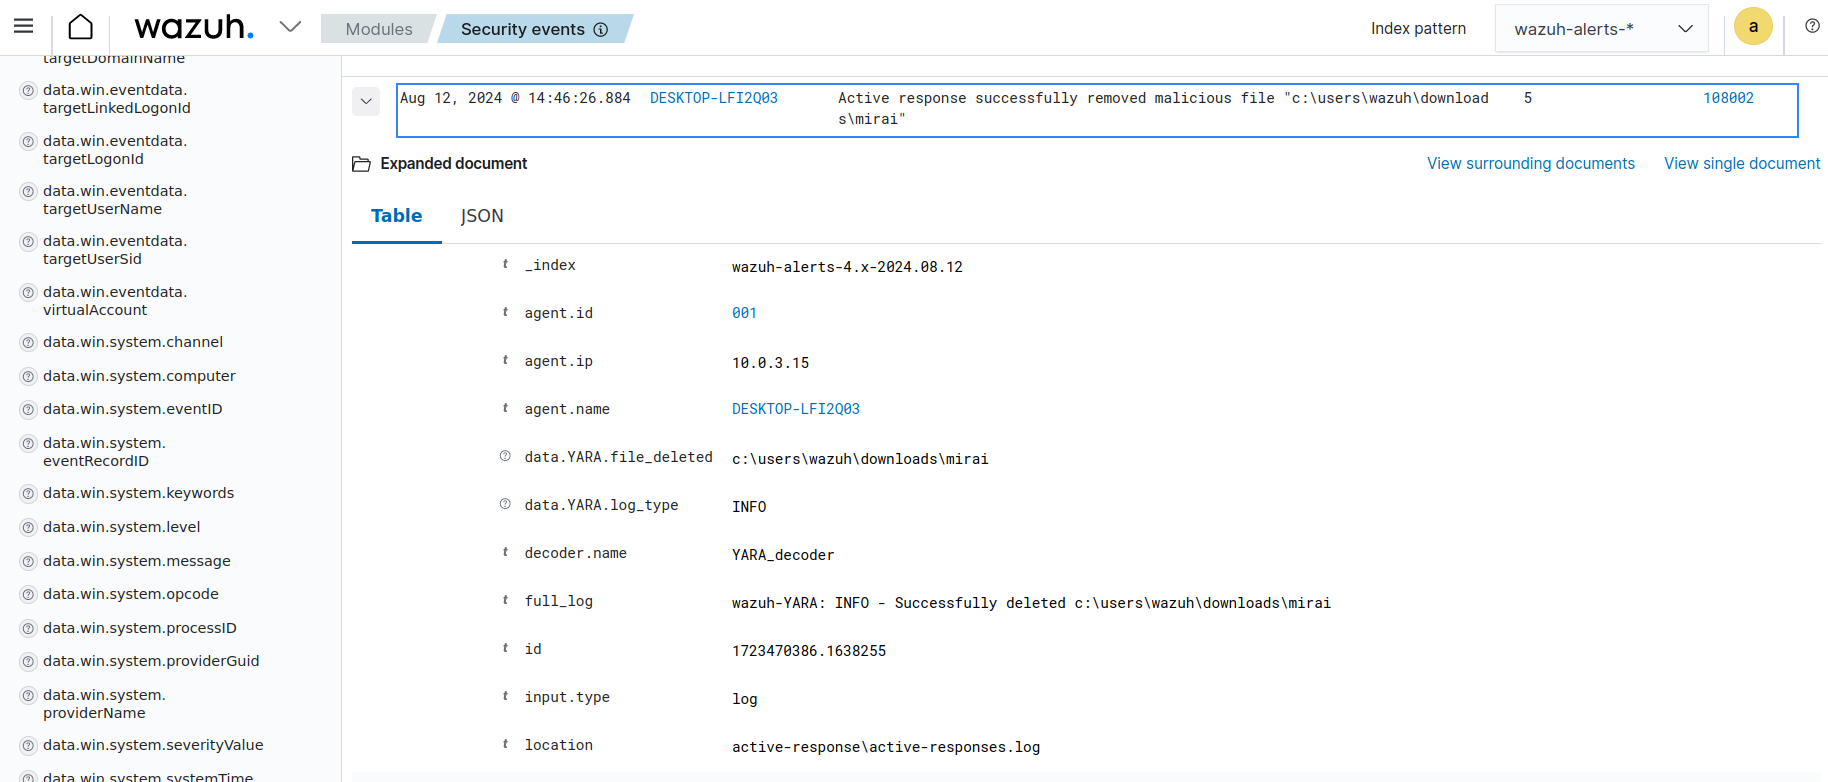 wazuh.
Modules
Security events
Index pattern
wazuh-alerts-*
a
targetDomainName
data.win.eventdata.
targetLinkedLogonId
data.win.eventdata.
targetLogonId
data.win.eventdata.
targetUserName
data.win.eventdata.
targetUserSid
data.win.eventdata.
virtualAccount
data.win.system.channel
data.win.system.computer
data.win.system.eventID
data.win.system.
eventRecordID
data.win.system.keywords
data.win.system.level
data.win.system.message
data.win.system.opcode
data.win.system.processID
data.win.system.providerGuid
data.win.system.
providerName
data.win.system.severityValue
data.win.system.systemTime
Aug 12, 2024 @ 14:46:26.884 DESKTOP-LFI2Q03 Active response successfully removed malicious file "c:\users\wazuh\download 5 108002
s\mirai"
Expanded document View surrounding documents View single document
Table JSON
t _index wazuh-alerts-4.x-2024.08.12
t agent.id 001
t agent.ip 10.0.3.15
t agent.name DESKTOP-LFI2Q03
data.YARA.file_deleted c:\users\wazuh\downloads\mirai
data.YARA.log_type INFO
t decoder.name YARA_decoder
t full_log wazuh-YARA: INFO - Successfully deleted c:\users\wazuh\downloads\mirai
t id 1723470386.1638255
t input.type log
t location active-response\active-responses.log